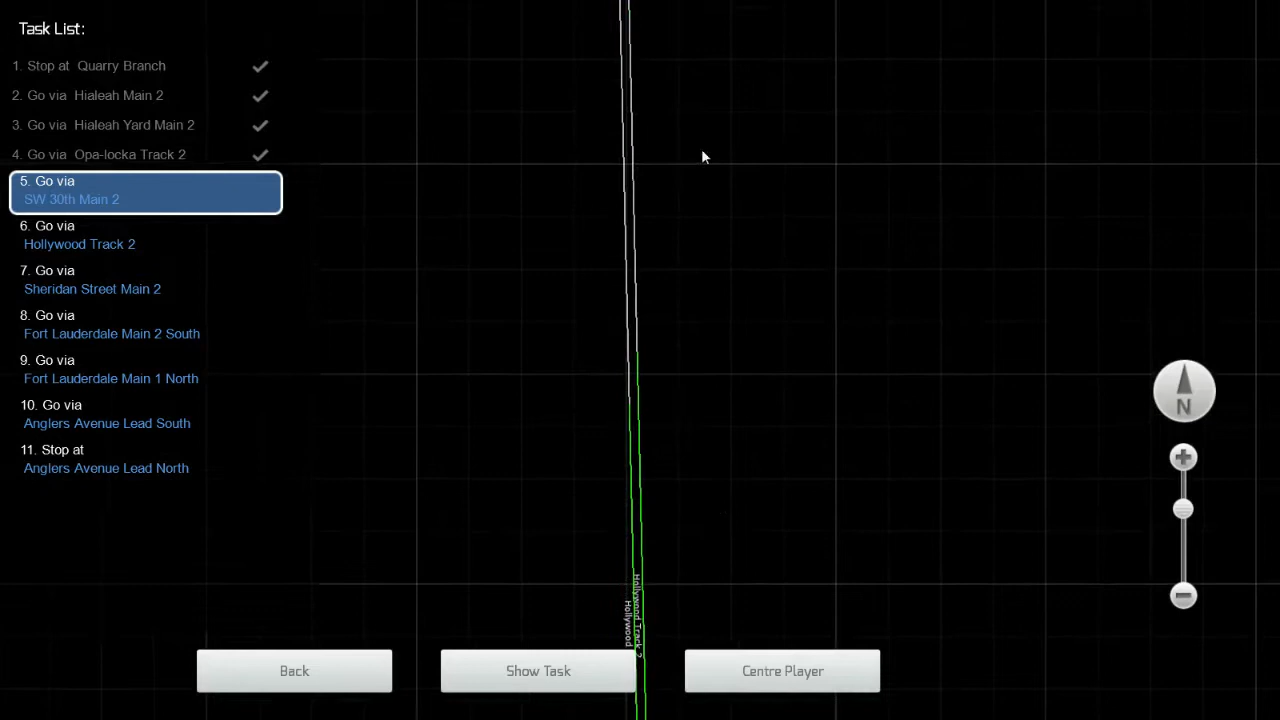 Task List:
1. Stop at Quarry Branch
2. Go via Hialeah Main 2
3. Go via Hialeah Yard Main 2
4. Go via Opa-locka Track 2
5. Go via
SW 30th Main 2
6. Go via
Hollywood Track 2
7. Go via
Sheridan Street Main 2
8. Go via
Fort Lauderdale Main 2 South
9. Go via
Fort Lauderdale Main 1 North
10. Go via
Anglers Avenue Lead South
11. Stop at
Anglers Avenue Lead North
N
Hollywood Track 2
Hollywood
Back
Show Task
Centre Player